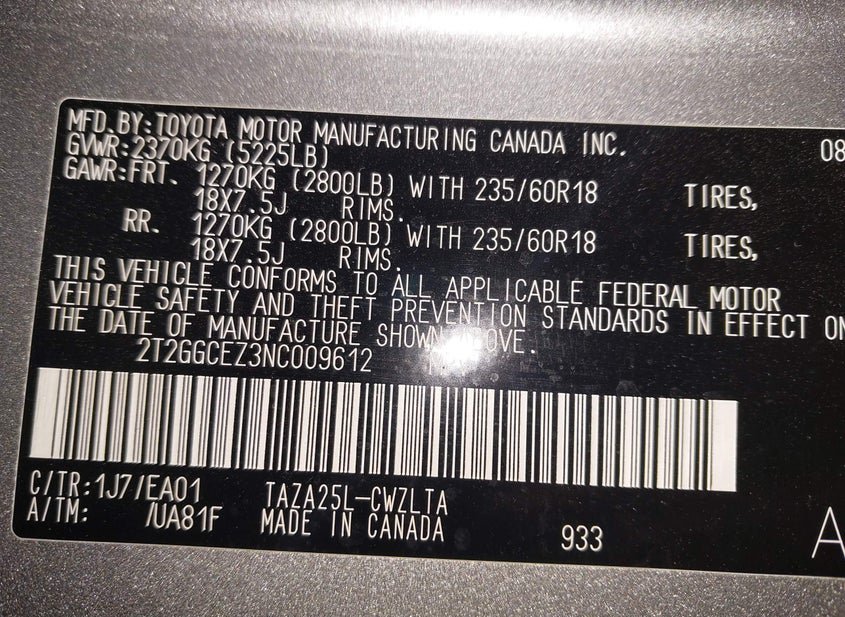 MFD.BY:TOYOTA MOTOR MANUFACTURING CANADA INC. 08
GVWR:2370KG (5225LB)
GAWR:FRT. 1270KG (2800LB) WITH 235/60R18 TIRES,
18X7.5J RIMS.
RR. 1270KG (2800LB) WITH 235/60R18 TIRES,
18X7.5J RIMS.
THIS VEHICLE CONFORMS TO ALL APPLICABLE FEDERAL MOTOR
VEHICLE SAFETY AND THEFT PREVENTION STANDARDS IN EFFECT ON
THE DATE OF MANUFACTURE SHOWN ABOVE.
2T2GGCEZ3NC009612
C/TR:1J7/EA01 TAZA25L-CWZLTA
A/TM: /UA81F MADE IN CANADA 933 A